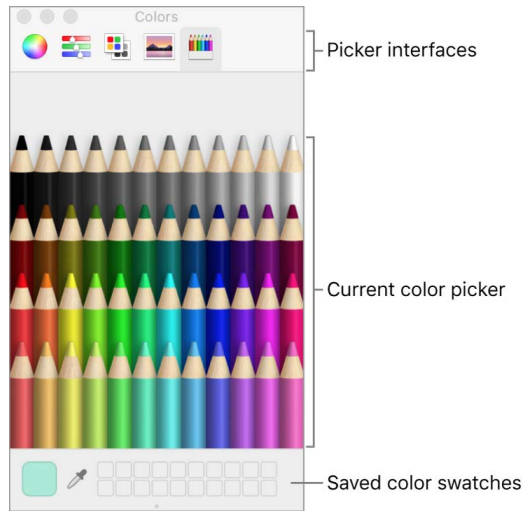 Colors
Picker interfaces
Current color picker
Saved color swatches